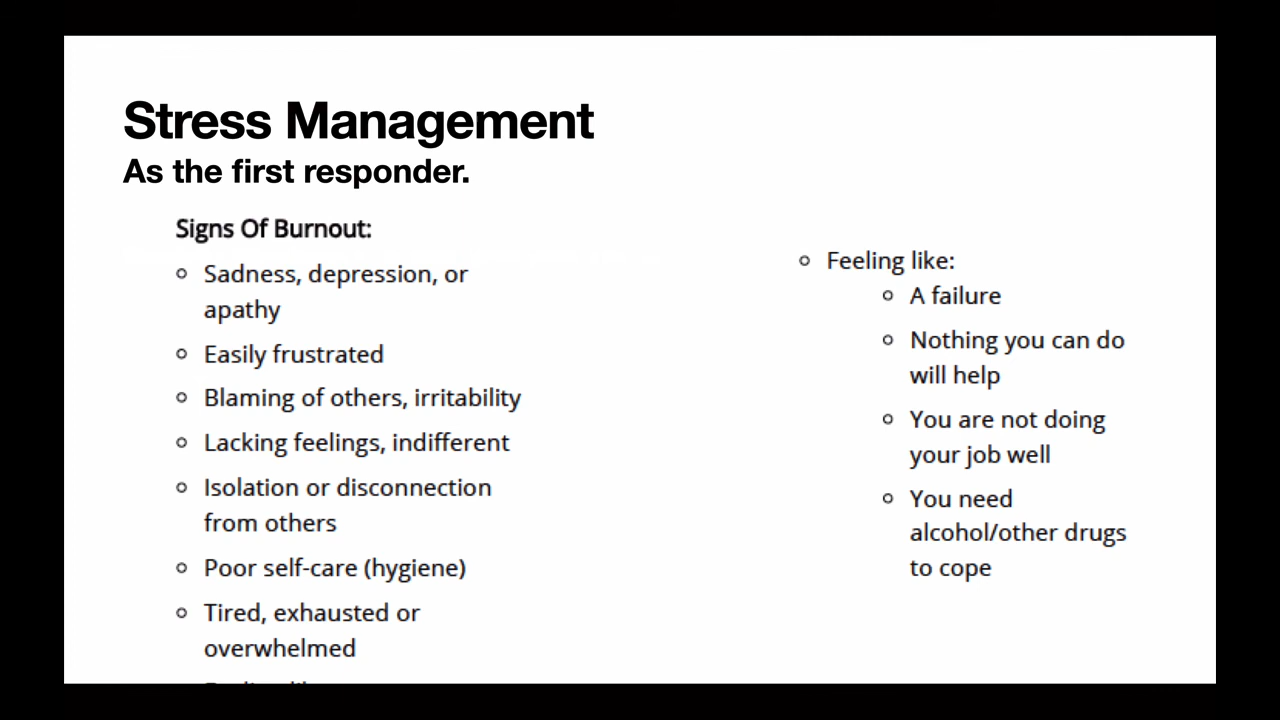 Stress Management
As the first responder.
Signs Of Burnout:
Sadness, depression, or
apathy
Easily frustrated
Blaming of others, irritability
Lacking feelings, indifferent
Isolation or disconnection
from others
Poor self-care (hygiene)
Tired, exhausted or
overwhelmed
Feeling like:
A failure
Nothing you can do
will help
You are not doing
your job well
You need
alcohol/other drugs
to cope